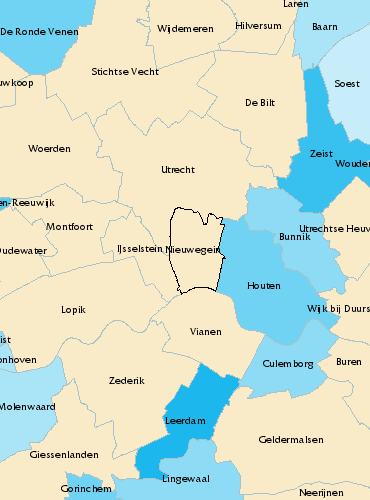 Laren
De Ronde Venen
Wijdemeren
Hilversum
Baarn
Stichtse Vecht
uwkoop
Soest
De Bilt
Woerden
Zeist
Wouden
Utrecht
en-Reeuwijk
Montfoort
Utrechtse Heuv
Bunnik
Oudewater
IJsselstein
Nieuwegein
Houten
Lopik
Wijk bij Duurs
Vianen
ist
onhoven
Culemborg
Buren
Zederik
Molenwaard
Leerdam
Geldermalsen
Giessenlanden
Lingewaal
Gorinchem
Neerijnen